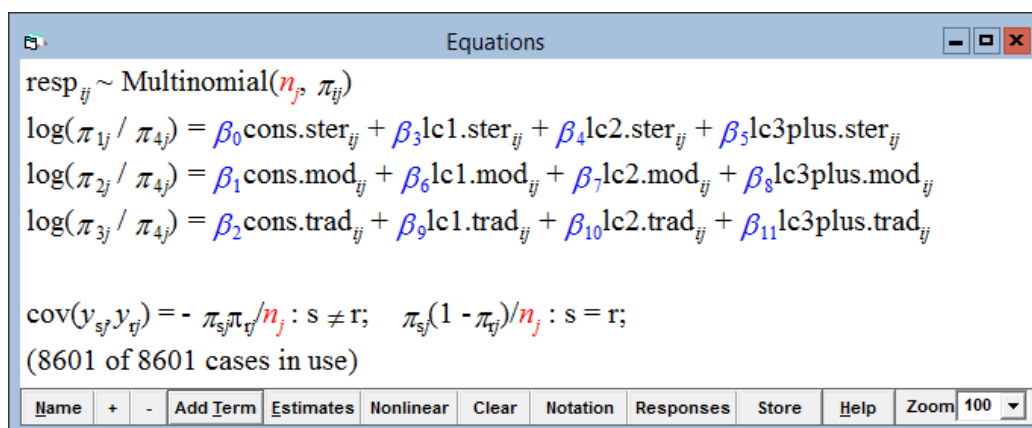 Equations
resp_ij ~ Multinomial(n_j, π_ij)
log(π_1j / π_4j) = β_0cons.ster_ij + β_3lc1.ster_ij + β_4lc2.ster_ij + β_5lc3plus.ster_ij
log(π_2j / π_4j) = β_1cons.mod_ij + β_6lc1.mod_ij + β_7lc2.mod_ij + β_8lc3plus.mod_ij
log(π_3j / π_4j) = β_2cons.trad_ij + β_9lc1.trad_ij + β_10lc2.trad_ij + β_11lc3plus.trad_ij
cov(y_sj, y_rj) = - π_sjπ_rj/n_j : s ≠ r; π_sj(1 - π_rj)/n_j : s = r;
(8601 of 8601 cases in use)
Name + - Add Term Estimates Nonlinear Clear Notation Responses Store Help Zoom 100